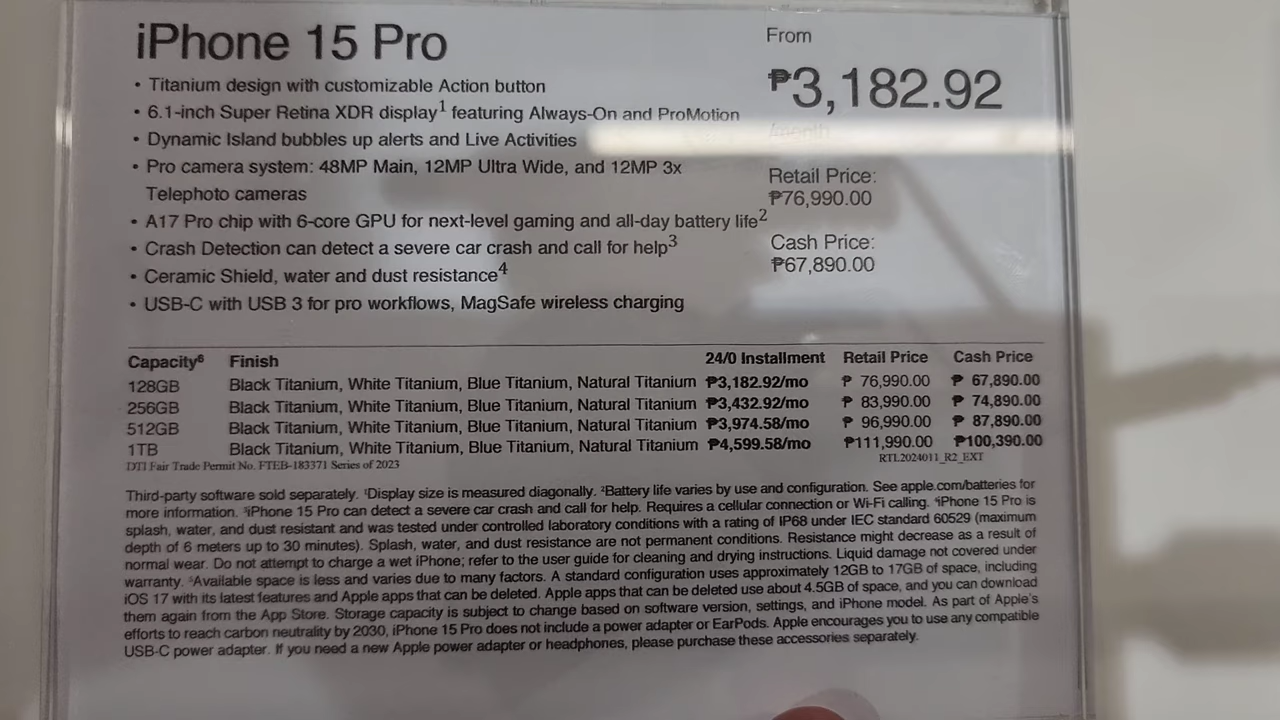 iPhone 15 Pro
• Titanium design with customizable Action button
• 6.1-inch Super Retina XDR display¹ featuring Always-On and ProMotion
• Dynamic Island bubbles up alerts and Live Activities
• Pro camera system: 48MP Main, 12MP Ultra Wide, and 12MP 3x
Telephoto cameras
• A17 Pro chip with 6-core GPU for next-level gaming and all-day battery life²
• Crash Detection can detect a severe car crash and call for help³
• Ceramic Shield, water and dust resistance⁴
• USB-C with USB 3 for pro workflows, MagSafe wireless charging
From
₱3,182.92
/month
Retail Price:
₱76,990.00
Cash Price:
₱67,890.00
Capacity⁶ Finish 24/0 Installment Retail Price Cash Price
128GB Black Titanium, White Titanium, Blue Titanium, Natural Titanium ₱3,182.92/mo ₱ 76,990.00 ₱ 67,890.00
256GB Black Titanium, White Titanium, Blue Titanium, Natural Titanium ₱3,432.92/mo ₱ 83,990.00 ₱ 74,890.00
512GB Black Titanium, White Titanium, Blue Titanium, Natural Titanium ₱3,974.58/mo ₱ 96,990.00 ₱ 87,890.00
1TB Black Titanium, White Titanium, Blue Titanium, Natural Titanium ₱4,599.58/mo ₱111,990.00 ₱100,390.00
DTI Fair Trade Permit No. FTEB-183371 Series of 2023 RTL2024011_R2_EXT
Third-party software sold separately. ¹Display size is measured diagonally. ²Battery life varies by use and configuration. See apple.com/batteries for
more information. ³iPhone 15 Pro can detect a severe car crash and call for help. Requires a cellular connection or Wi-Fi calling. ⁴iPhone 15 Pro is
splash, water, and dust resistant and was tested under controlled laboratory conditions with a rating of IP68 under IEC standard 60529 (maximum
depth of 6 meters up to 30 minutes). Splash, water, and dust resistance are not permanent conditions. Resistance might decrease as a result of
normal wear. Do not attempt to charge a wet iPhone; refer to the user guide for cleaning and drying instructions. Liquid damage not covered under
warranty. ⁵Available space is less and varies due to many factors. A standard configuration uses approximately 12GB to 17GB of space, including
iOS 17 with its latest features and Apple apps that can be deleted. Apple apps that can be deleted use about 4.5GB of space, and you can download
them again from the App Store. Storage capacity is subject to change based on software version, settings, and iPhone model. As part of Apple's
efforts to reach carbon neutrality by 2030, iPhone 15 Pro does not include a power adapter or EarPods. Apple encourages you to use any compatible
USB-C power adapter. If you need a new Apple power adapter or headphones, please purchase these accessories separately.